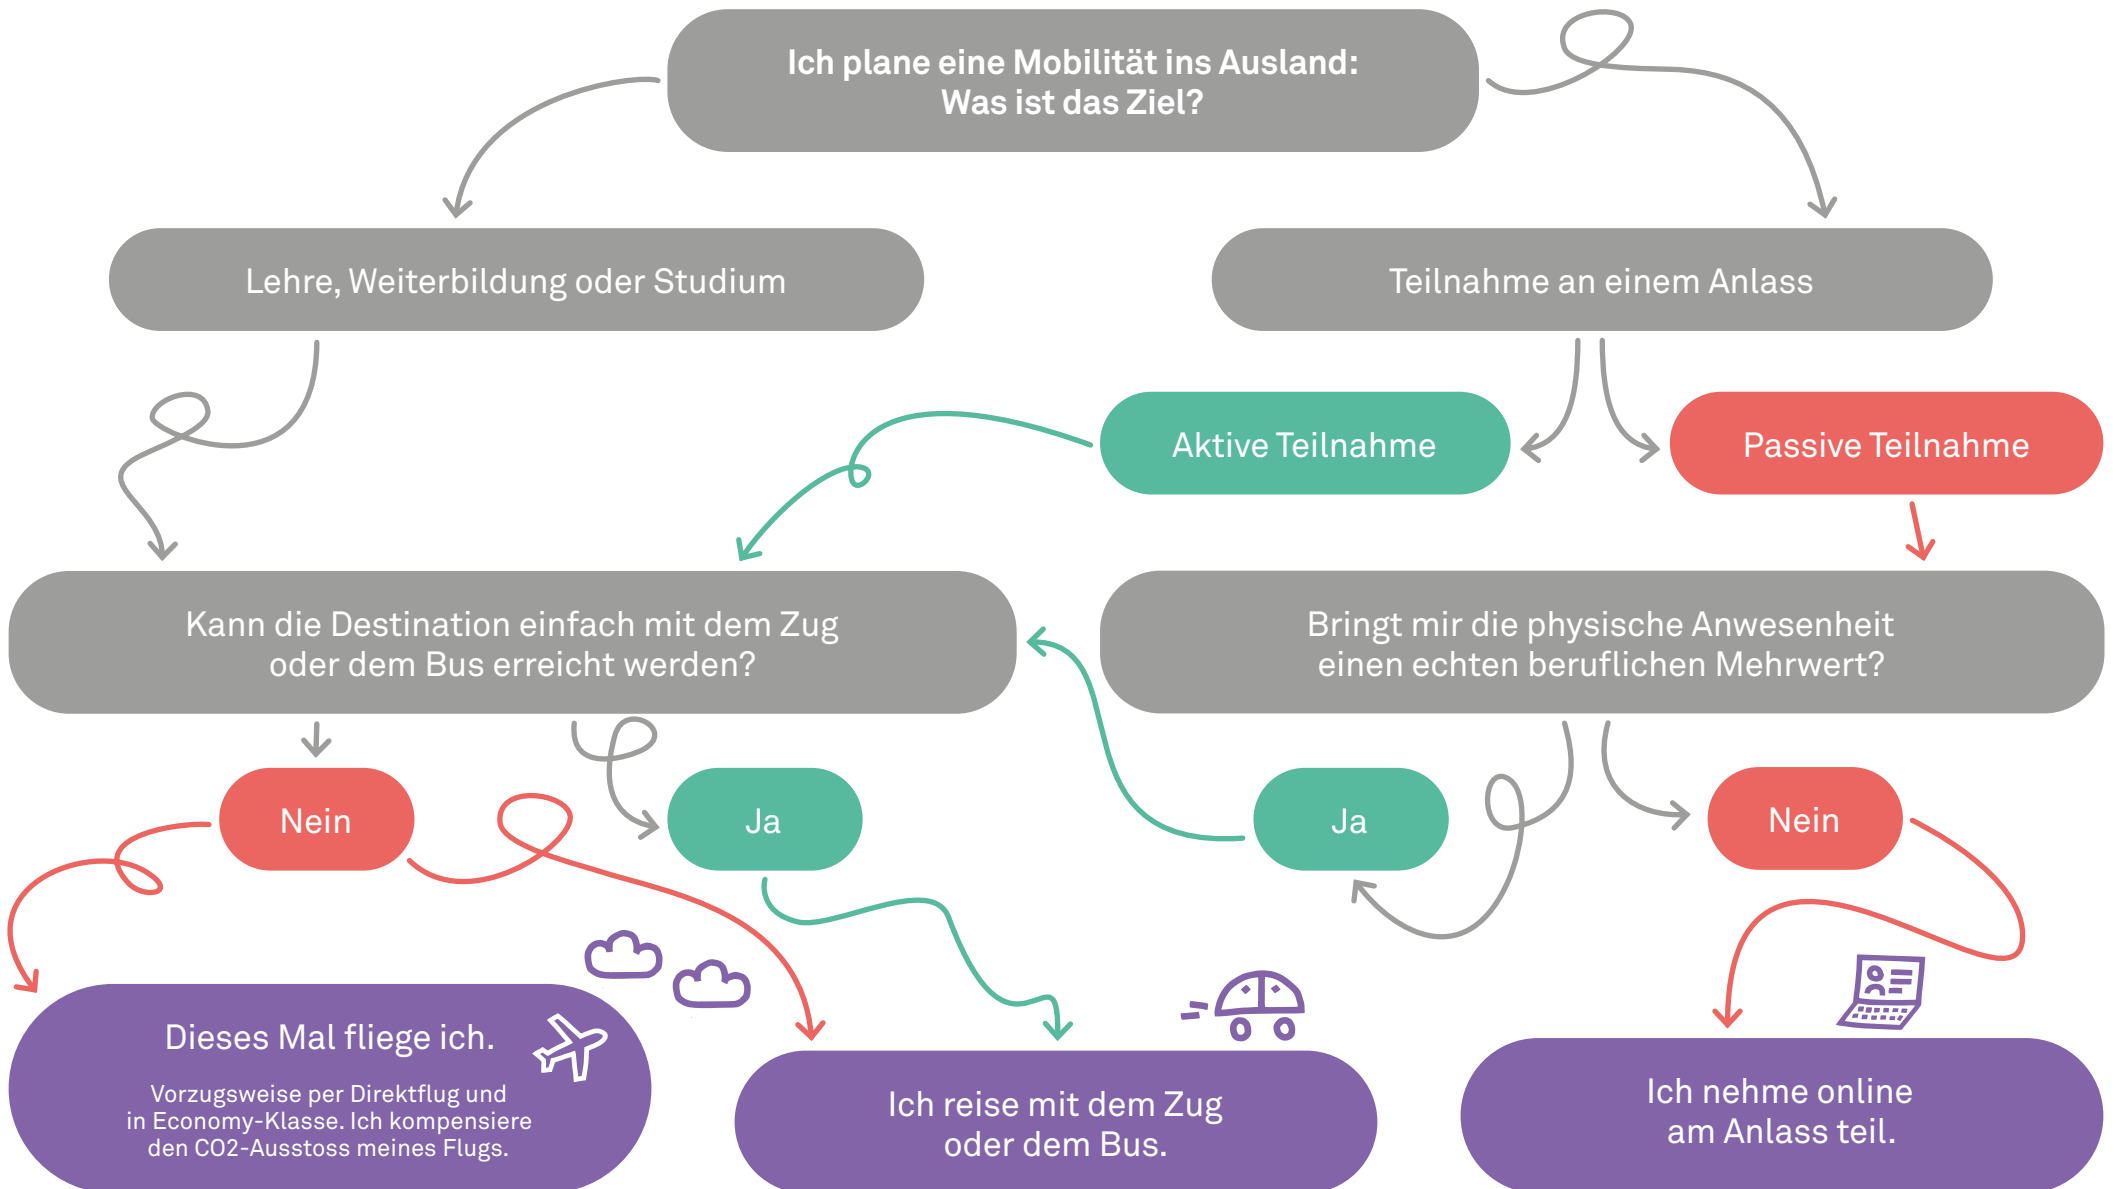 Ich plane eine Mobilität ins Ausland:
Was ist das Ziel?
Lehre, Weiterbildung oder Studium
Teilnahme an einem Anlass
Aktive Teilnahme
Passive Teilnahme
Kann die Destination einfach mit dem Zug
oder dem Bus erreicht werden?
Bringt mir die physische Anwesenheit
einen echten beruflichen Mehrwert?
Nein
Ja
Ja
Nein
Dieses Mal fliege ich.
Vorzugsweise per Direktflug und
in Economy-Klasse. Ich kompensiere
den CO2-Ausstoss meines Flugs.
Ich reise mit dem Zug
oder dem Bus.
Ich nehme online
am Anlass teil.